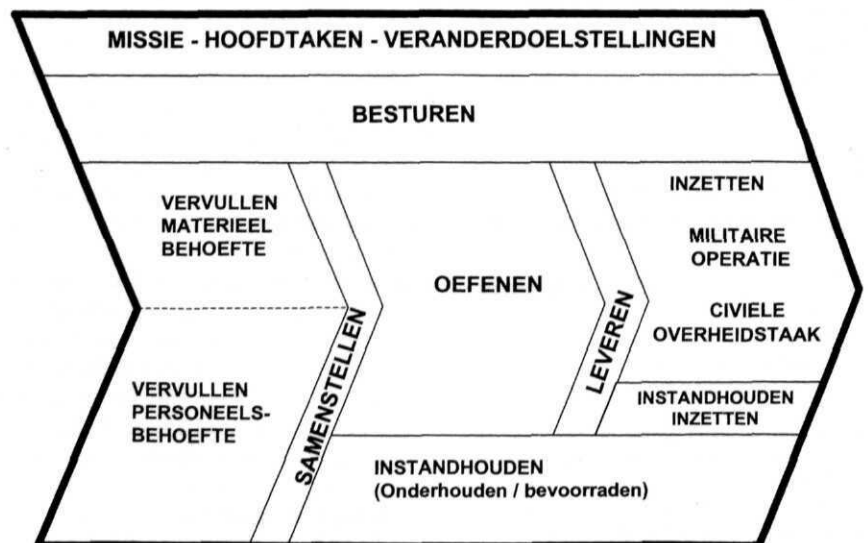 MISSIE - HOOFDTAKEN - VERANDERDOELSTELLINGEN
BESTUREN
VERVULLEN
MATERIEEL
BEHOEFTE
VERVULLEN
PERSONEELS-
BEHOEFTE
SAMENSTELLEN
OEFENEN
LEVEREN
INZETTEN
MILITAIRE
OPERATIE
CIVIELE
OVERHEIDSTAAK
INSTANDHOUDEN
INZETTEN
INSTANDHOUDEN
(Onderhouden / bevoorraden)